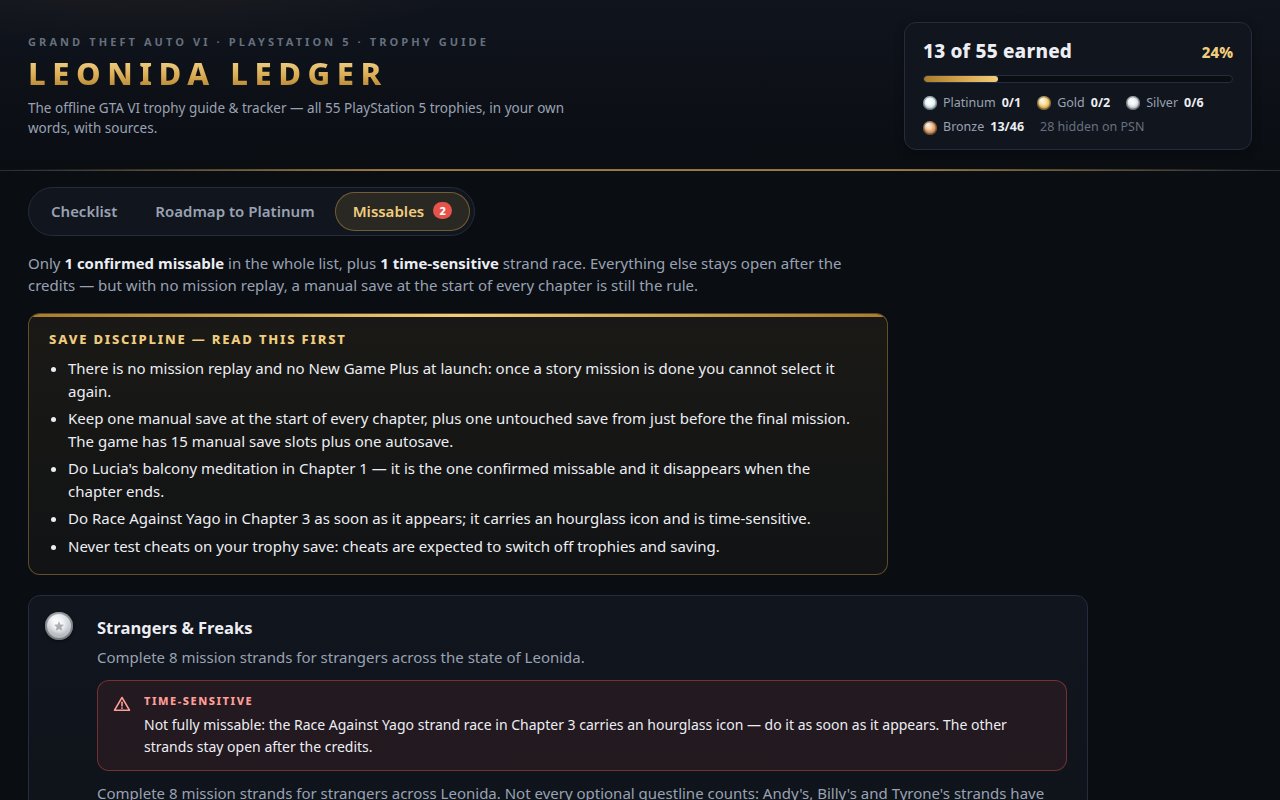 GRAND THEFT AUTO VI · PLAYSTATION 5 · TROPHY GUIDE
LEONIDA LEDGER
The offline GTA VI trophy guide & tracker — all 55 PlayStation 5 trophies, in your own
words, with sources.
13 of 55 earned 24%
Platinum 0/1 Gold 0/2 Silver 0/6
Bronze 13/46 28 hidden on PSN
Checklist Roadmap to Platinum Missables 2
Only 1 confirmed missable in the whole list, plus 1 time-sensitive strand race. Everything else stays open after the
credits — but with no mission replay, a manual save at the start of every chapter is still the rule.
SAVE DISCIPLINE — READ THIS FIRST
• There is no mission replay and no New Game Plus at launch: once a story mission is done you cannot select it
again.
• Keep one manual save at the start of every chapter, plus one untouched save from just before the final mission.
The game has 15 manual save slots plus one autosave.
• Do Lucia's balcony meditation in Chapter 1 — it is the one confirmed missable and it disappears when the
chapter ends.
• Do Race Against Yago in Chapter 3 as soon as it appears; it carries an hourglass icon and is time-sensitive.
• Never test cheats on your trophy save: cheats are expected to switch off trophies and saving.
Strangers & Freaks
Complete 8 mission strands for strangers across the state of Leonida.
TIME-SENSITIVE
Not fully missable: the Race Against Yago strand race in Chapter 3 carries an hourglass icon — do it as soon as it appears. The other
strands stay open after the credits.
Complete 8 mission strands for strangers across Leonida. Not every optional questline counts: Andy's, Billy's and Tyrone's strands have